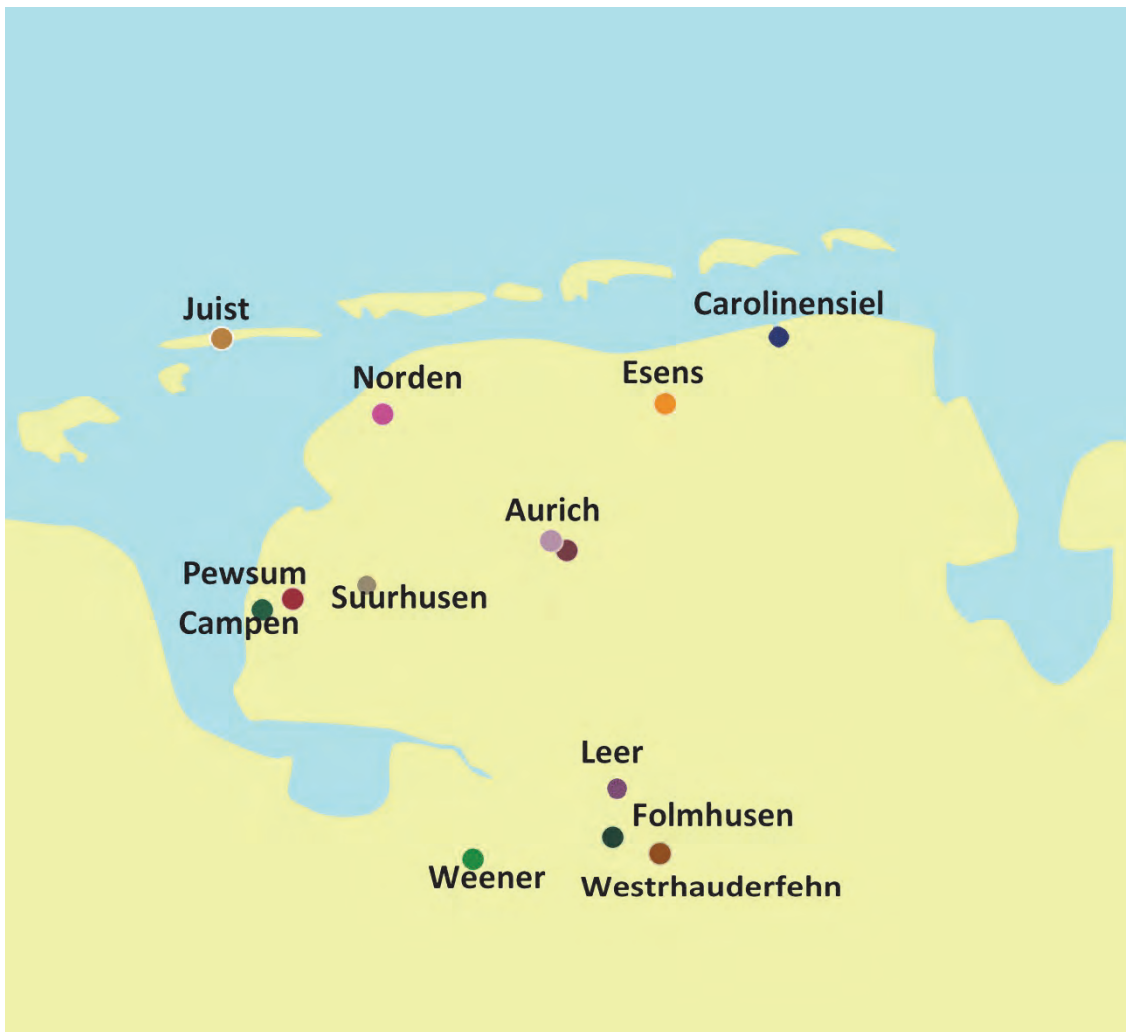 Juist
Carolinensiel
Norden
Esens
Aurich
Pewsum
Suurhusen
Campen
Leer
Folmhusen
Weener
Westrhauderfehn